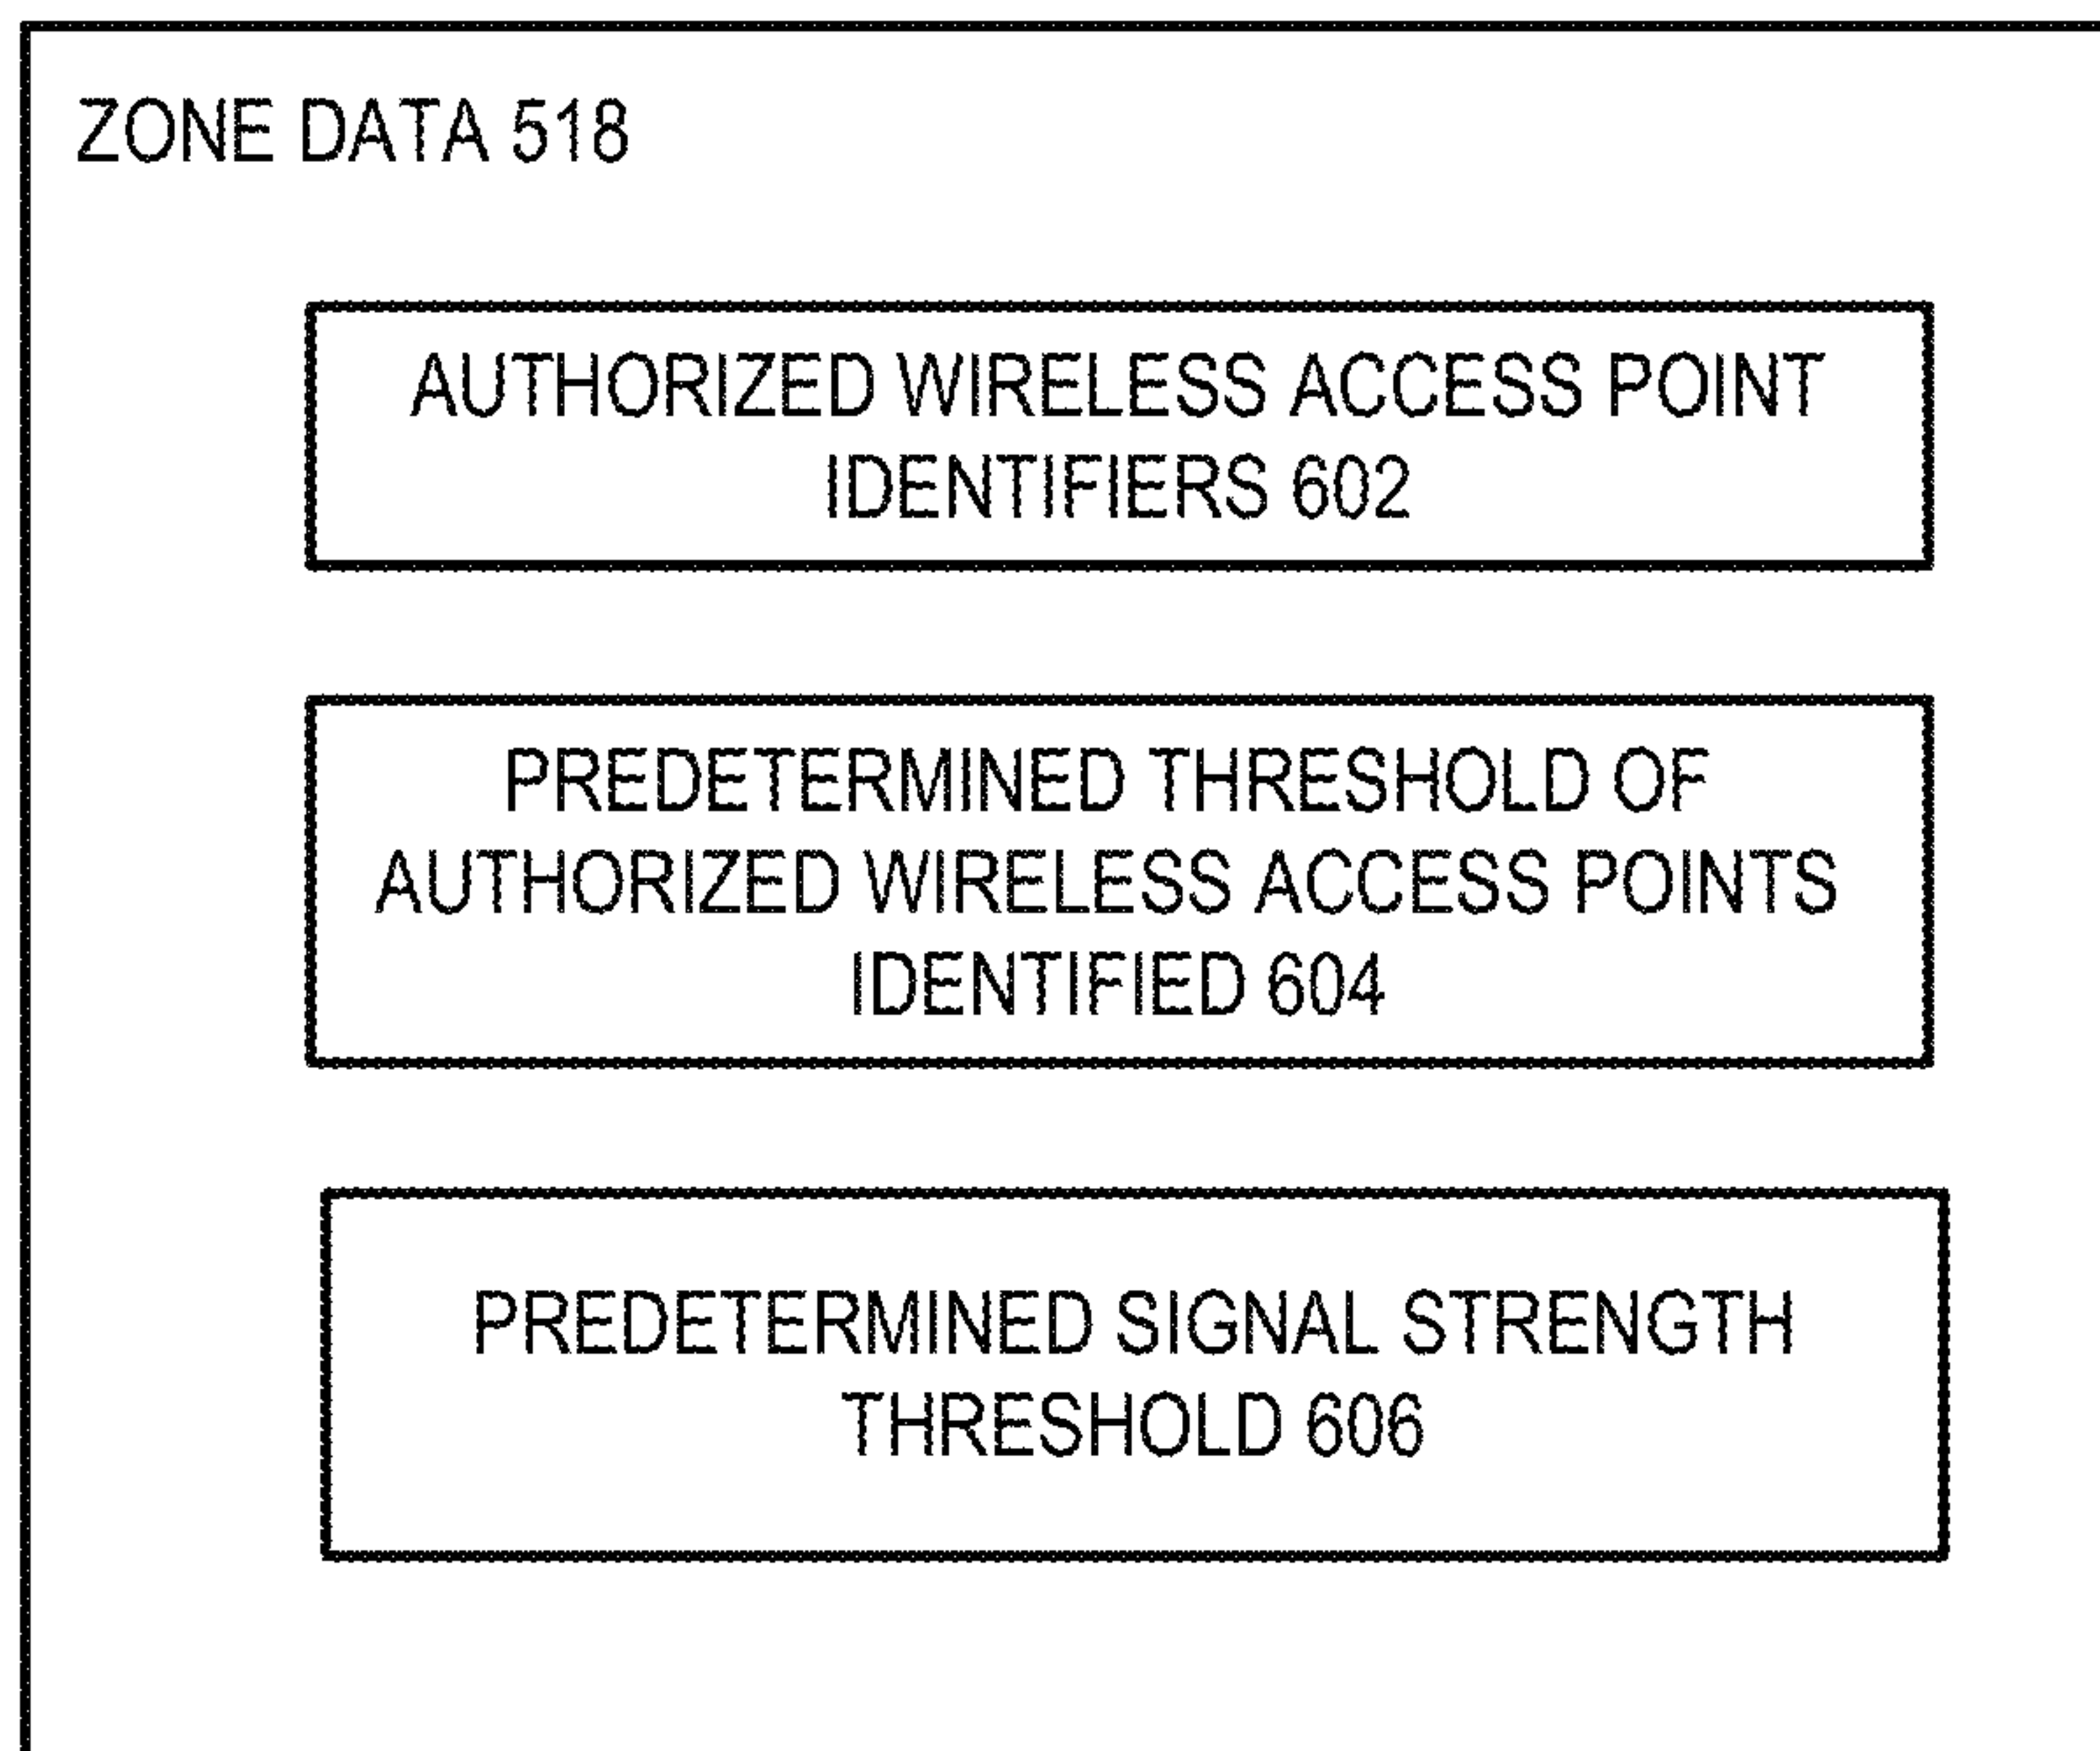 ZONE DATA 518
AUTHORIZED WIRELESS ACCESS POINT
IDENTIFIERS 602
PREDETERMINED THRESHOLD OF
AUTHORIZED WIRELESS ACCESS POINTS
IDENTIFIED 604
PREDETERMINED SIGNAL STRENGTH
THRESHOLD 606